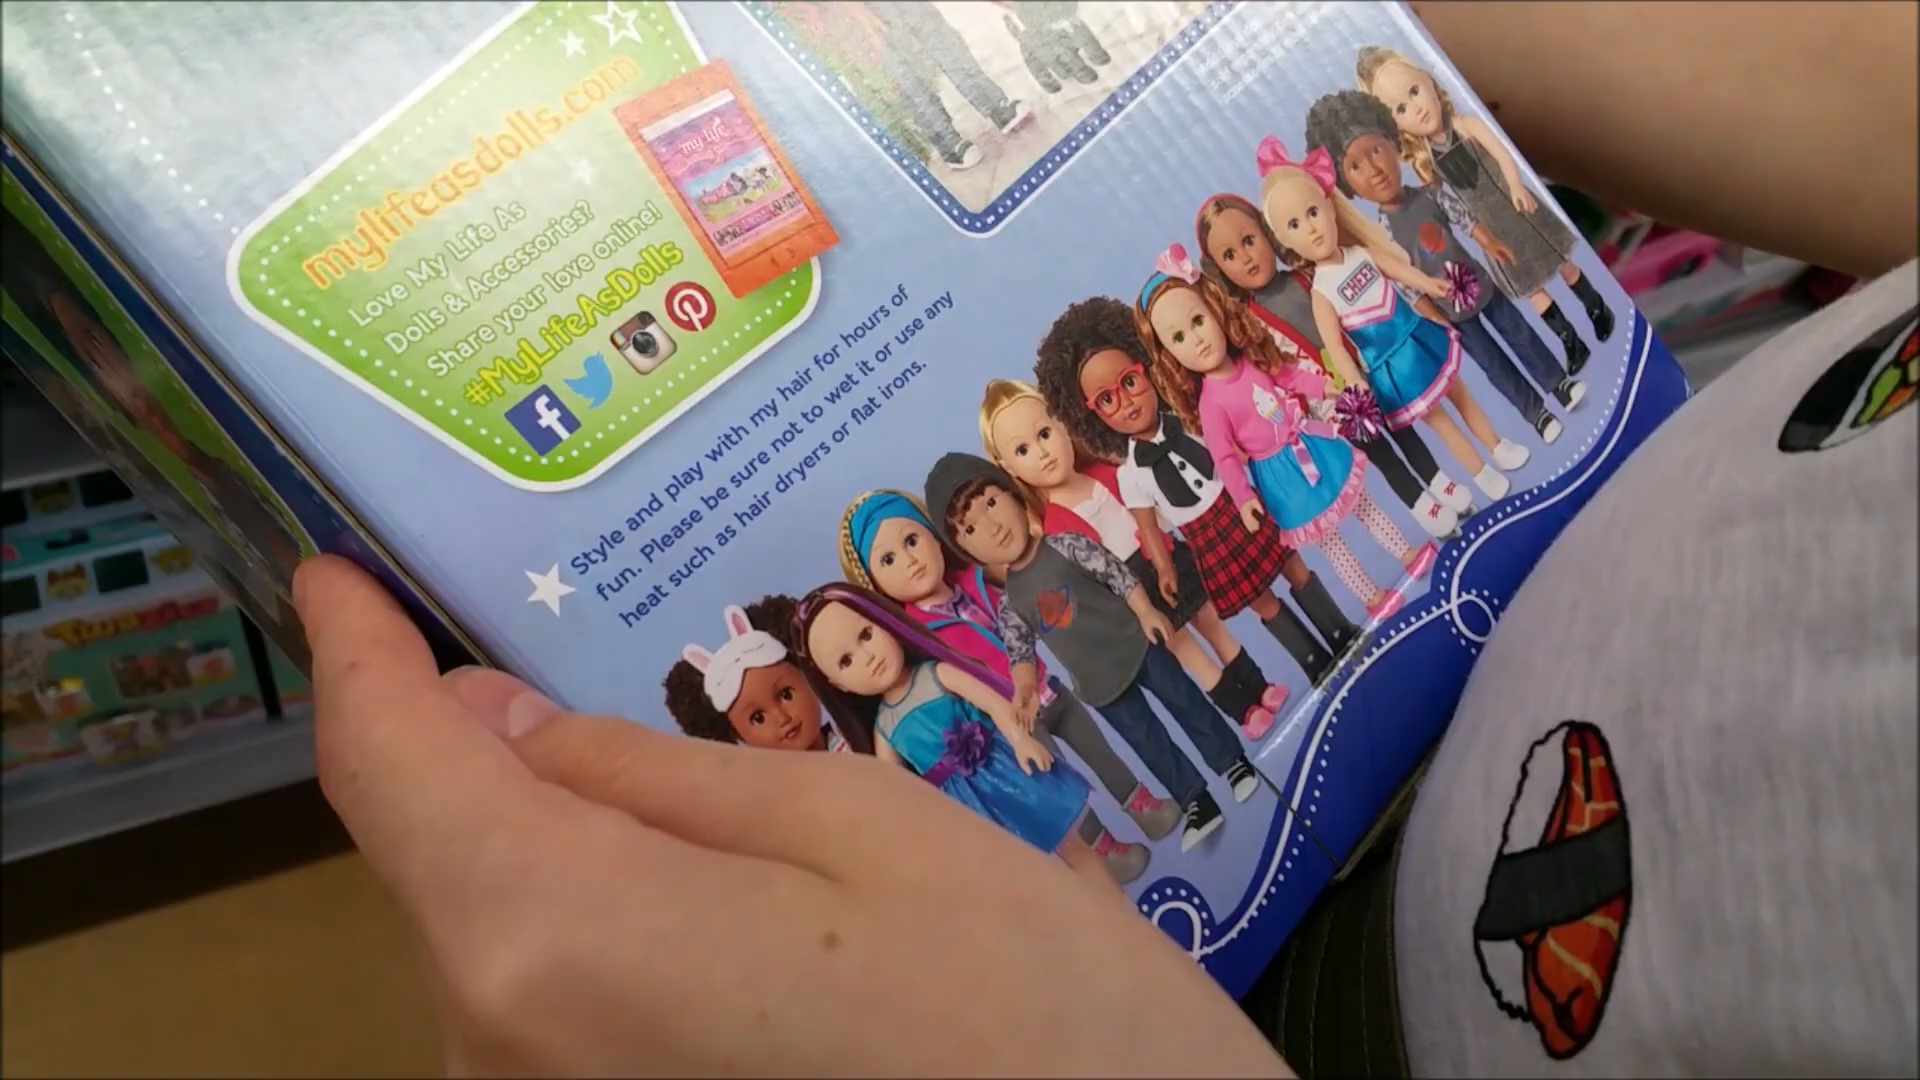 mylifeasdolls.com
Love My Life As
Dolls & Accessories?
Share your love online!
#MyLifeAsDolls
my life
Style and play with my hair for hours of
fun. Please be sure not to wet it or use any
heat such as hair dryers or flat irons.
CHEER